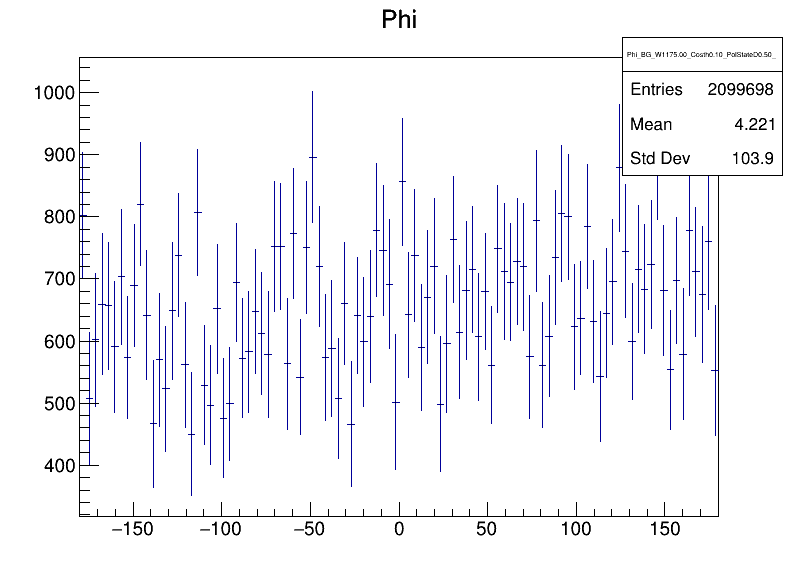 Phi
Phi_BG_W1175.00_Costh0.10_PolStateD0.50_
Entries 2099698
Mean 4.221
Std Dev 103.9
1000
900
800
700
600
500
400
−150 −100 −50 0 50 100 150